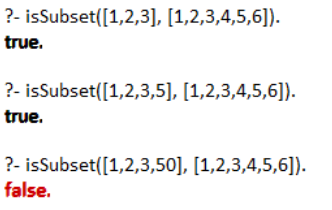 ?- isSubset([1,2,3], [1,2,3,4,5,6]).
true.
?- isSubset([1,2,3,5], [1,2,3,4,5,6]).
true.
?- isSubset([1,2,3,50], [1,2,3,4,5,6]).
false.